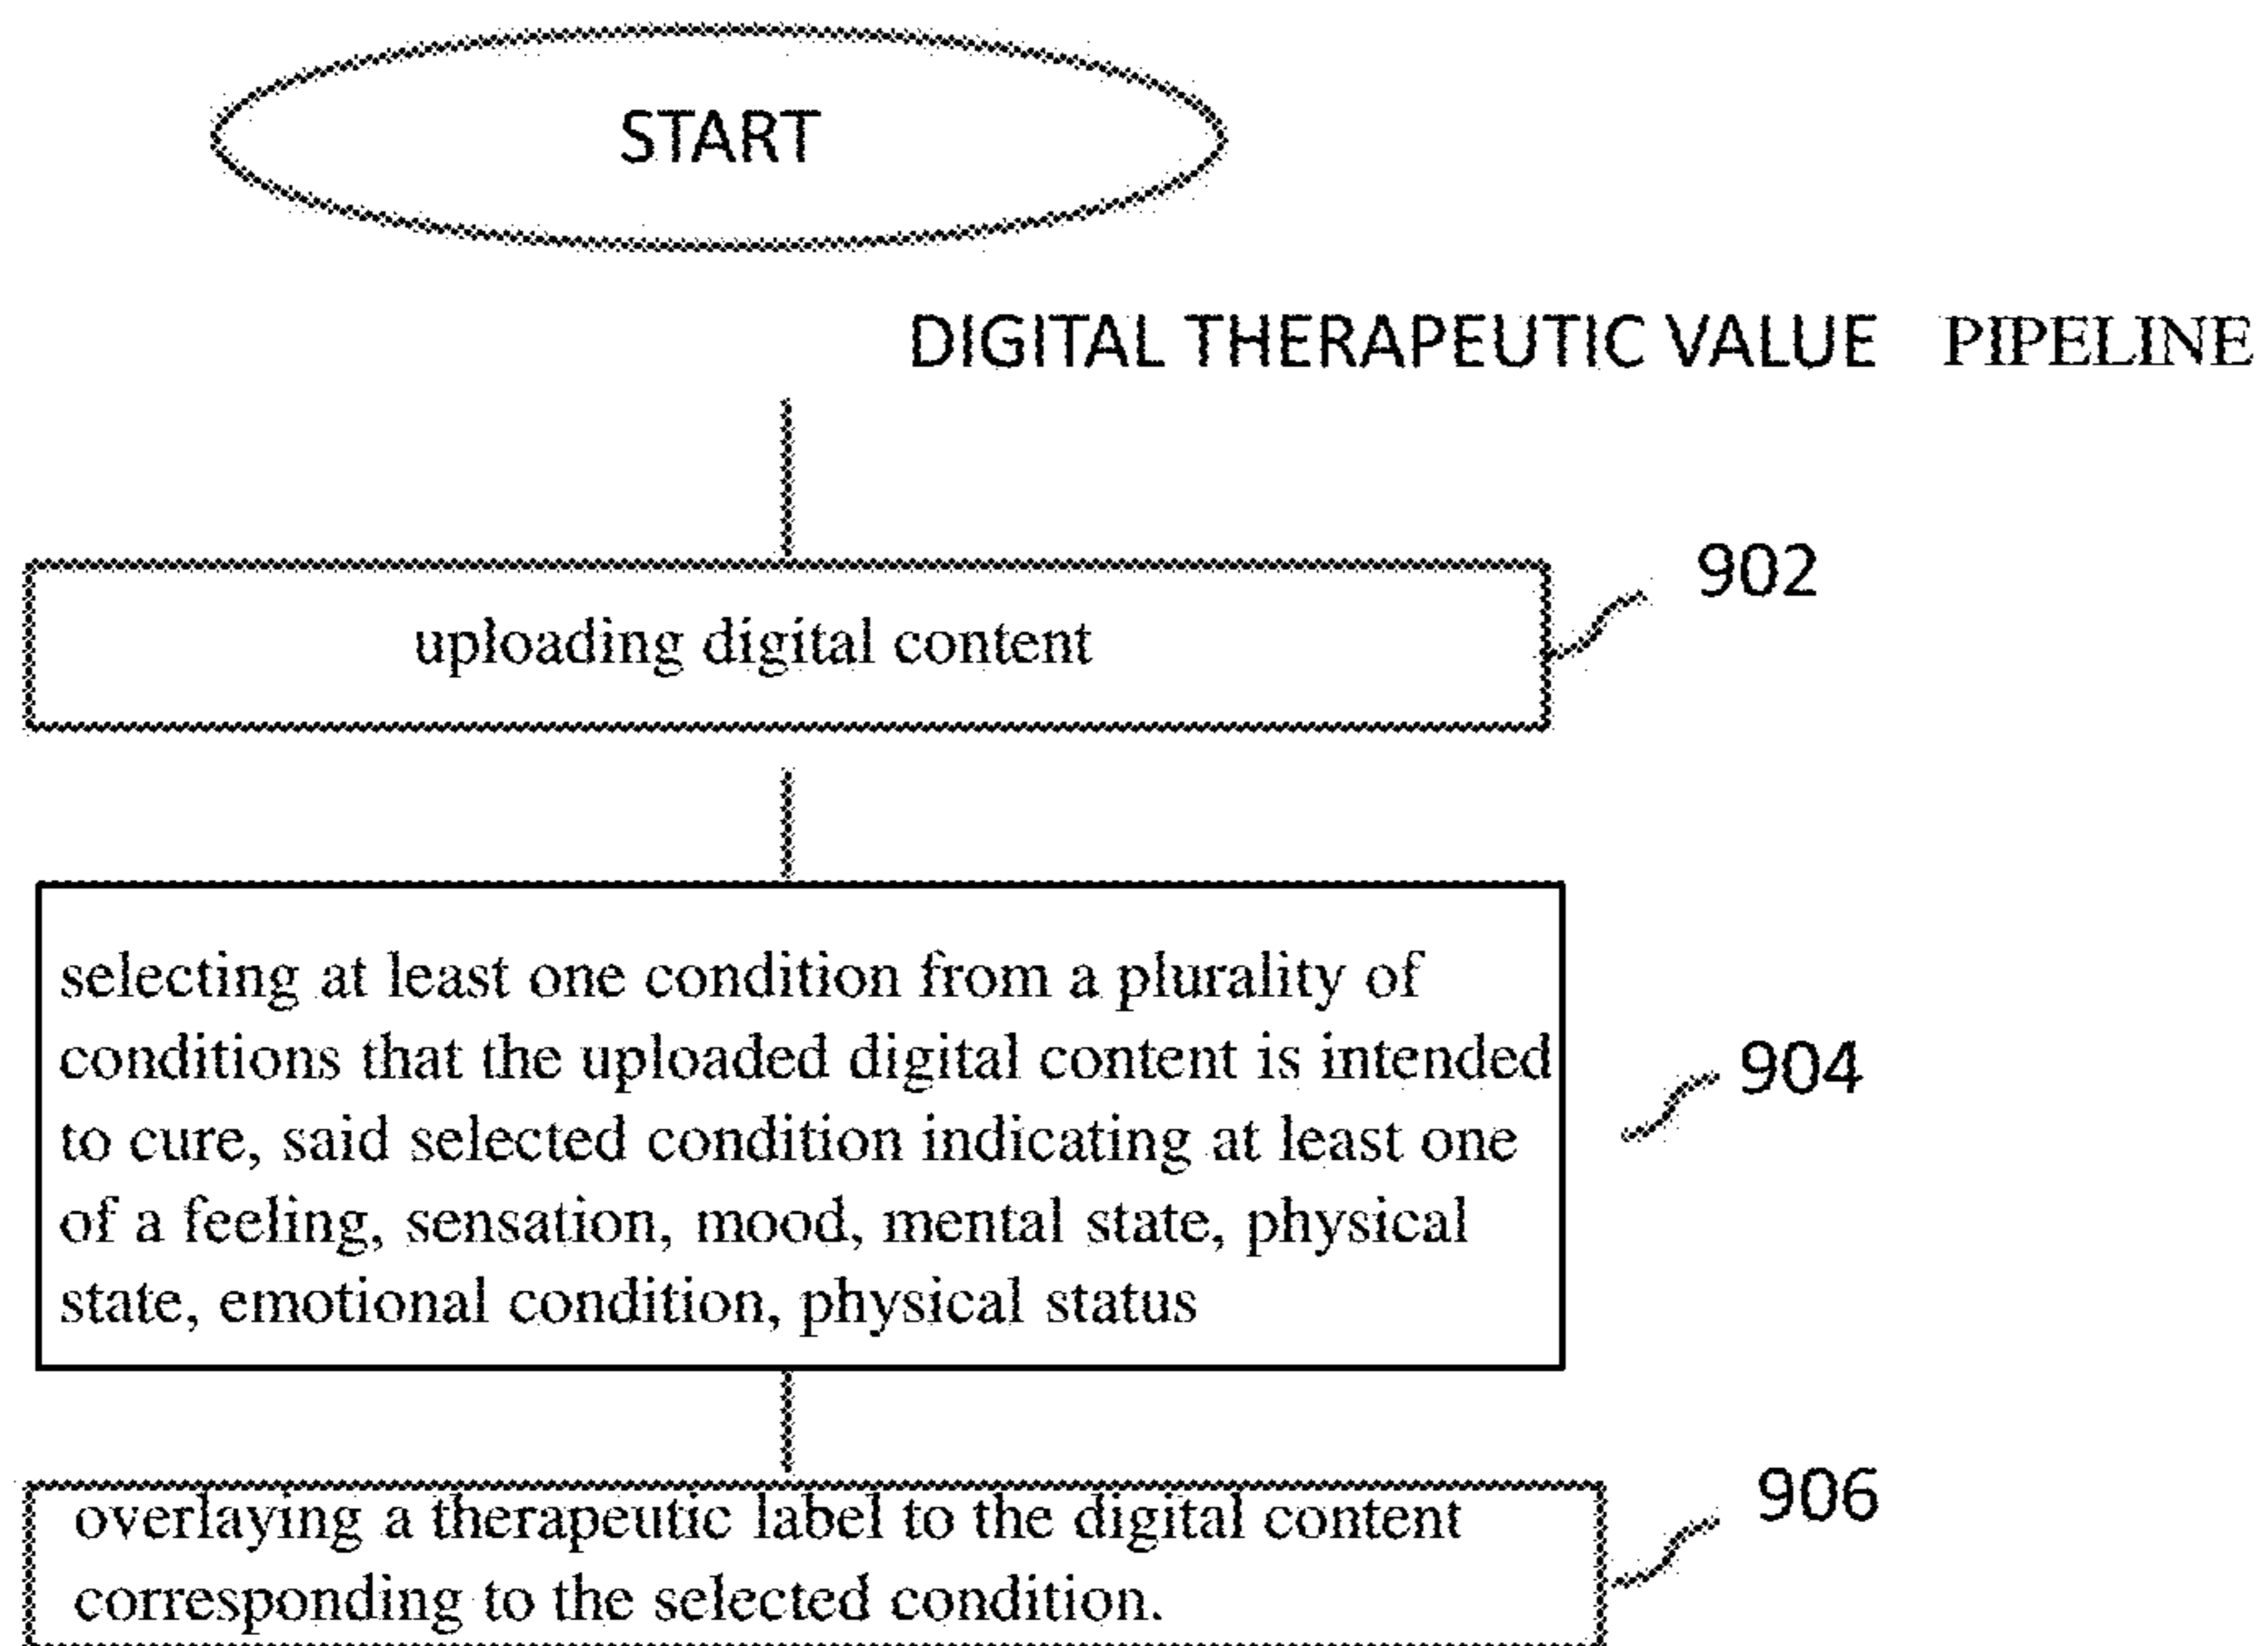 START
DIGITAL THERAPEUTIC VALUE PIPELINE
902
uploading digital content
selecting at least one condition from a plurality of
conditions that the uploaded digital content is intended
to cure, said selected condition indicating at least one
of a feeling, sensation, mood, mental state, physical
state, emotional condition, physical status
904
906
overlaying a therapeutic label to the digital content
corresponding to the selected condition.